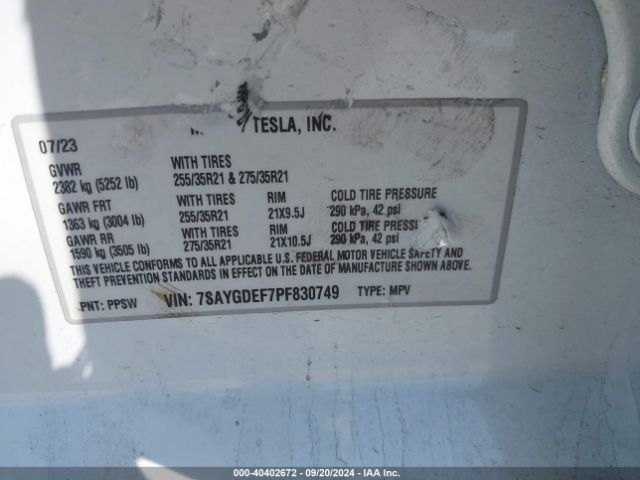 TESLA, INC.
07/23
GVWR WITH TIRES
2382 kg (5252 lb) 255/35R21 & 275/35R21
GAWR FRT WITH TIRES RIM COLD TIRE PRESSURE
1363 kg (3004 lb) 255/35R21 21X9.5J 290 kPa, 42 psi
GAWR RR WITH TIRES RIM COLD TIRE
1590 kg (3505 lb) 275/35R21 21X10.5J 290 kPa, 42 psi
THIS VEHICLE CONFORMS TO ALL APPLICABLE U.S. FEDERAL MOTOR VEHICLE SAFETY AND
THEFT PREVENTION STANDARDS IN EFFECT ON THE DATE OF MANUFACTURE SHOWN ABOVE.
PNT: PPSW VIN: 7SAYGDEF7PF830749 TYPE: MPV
000-40402672 - 09/20/2024 - IAA Inc.